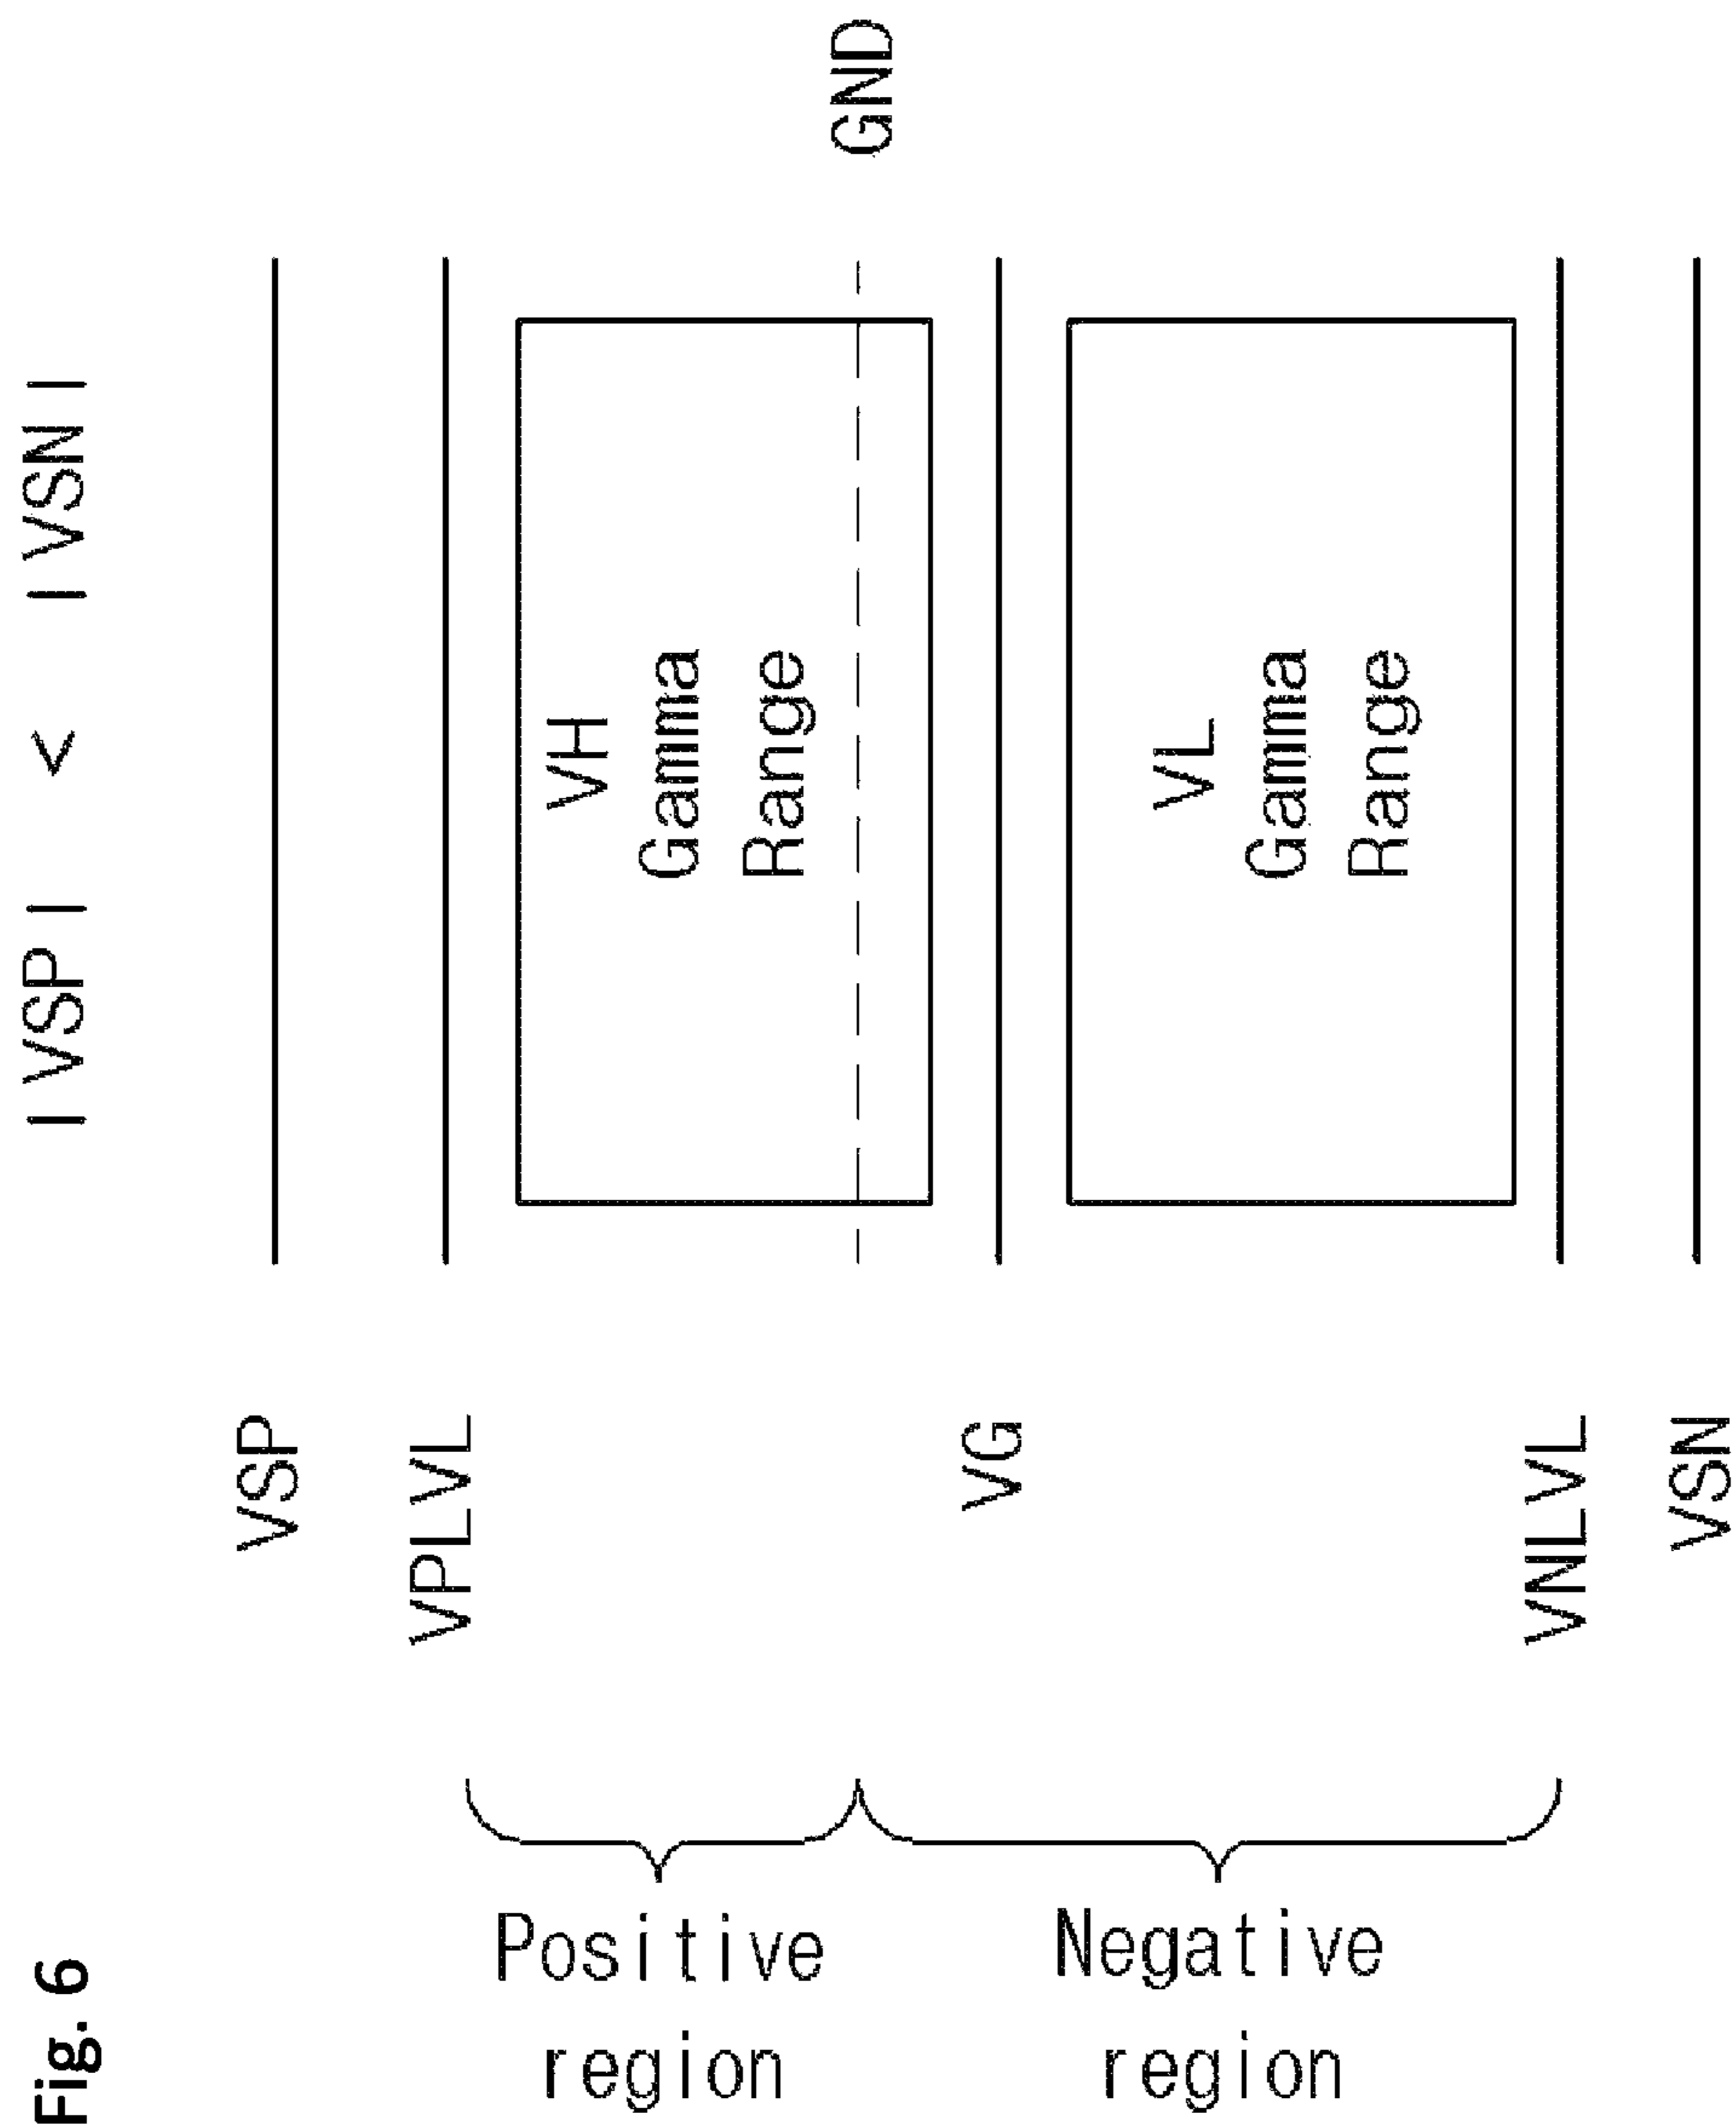 Fig. 6
|VSP| < |VSN|
VSP
VPLVL
VH
Gamma
Range
GND
VG
VL
Gamma
Range
VNLVL
VSN
Positive
region
Negative
region